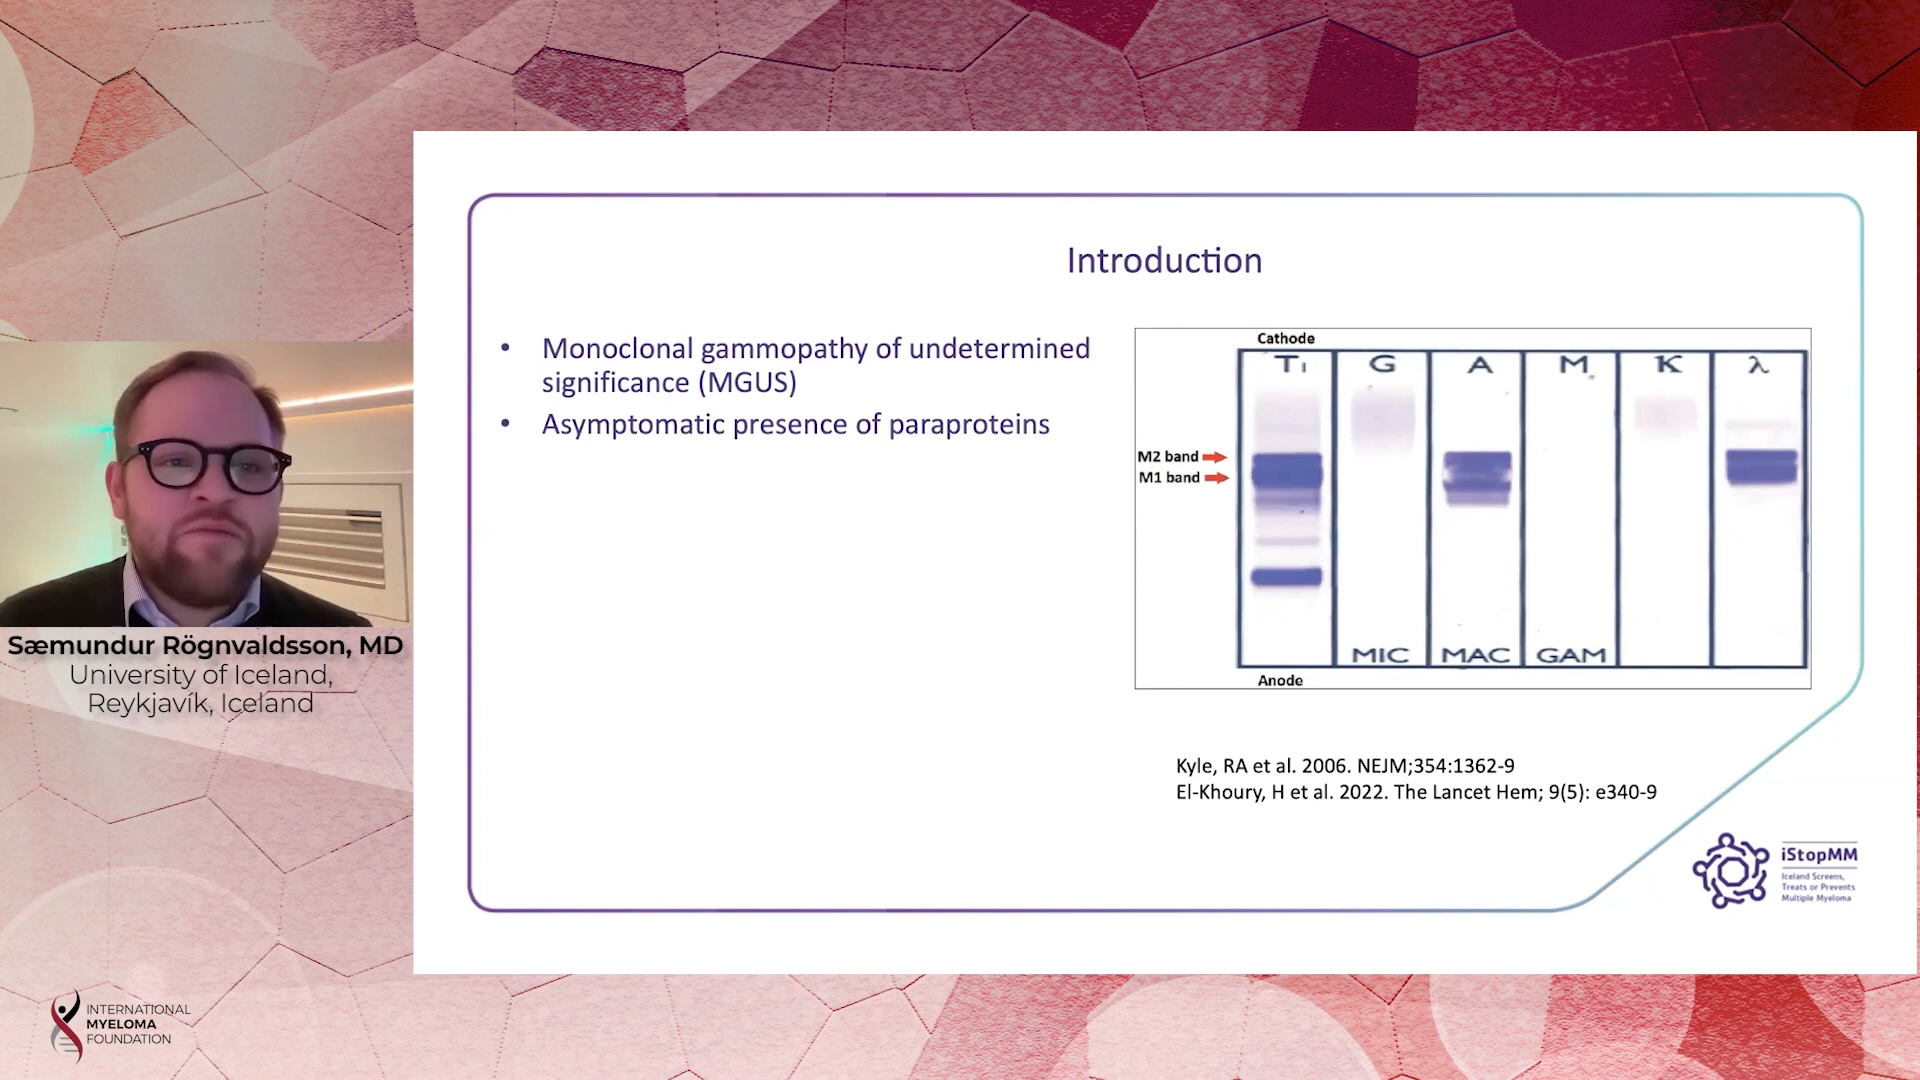 Introduction
• Monoclonal gammopathy of undetermined
significance (MGUS)
• Asymptomatic presence of paraproteins
Cathode
T₁ G A M K λ
M2 band
M1 band
MIC MAC GAM
Anode
Kyle, RA et al. 2006. NEJM;354:1362-9
El-Khoury, H et al. 2022. The Lancet Hem; 9(5): e340-9
iStopMM
Iceland Screens,
Treats or Prevents
Multiple Myeloma
Sæmundur Rögnvaldsson, MD
University of Iceland,
Reykjavík, Iceland
INTERNATIONAL
MYELOMA
FOUNDATION